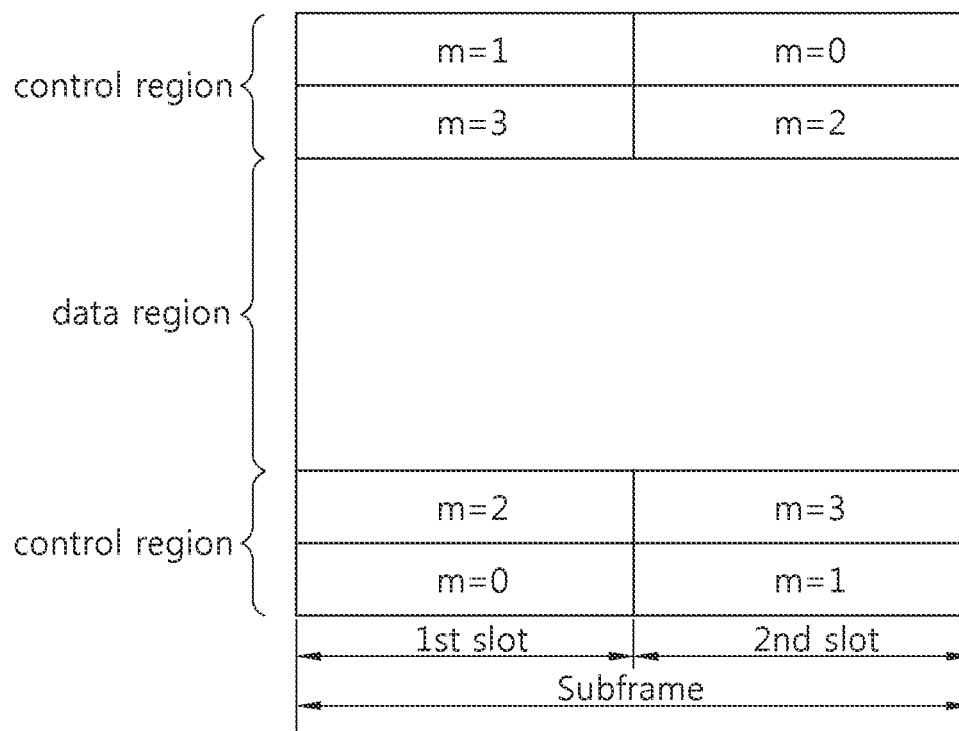 m=1 m=0
control region
m=3 m=2
data region
m=2 m=3
control region
m=0 m=1
1st slot 2nd slot
Subframe